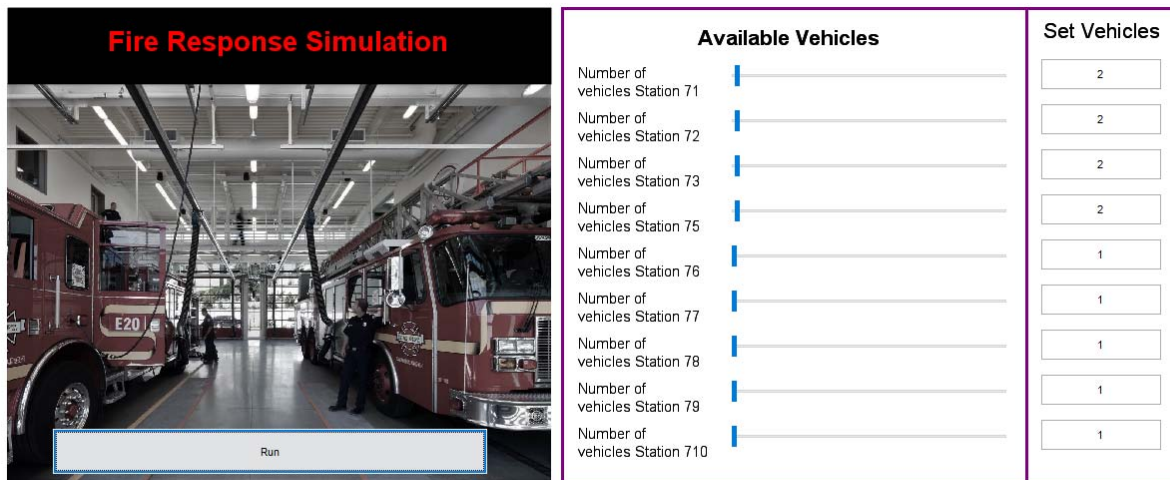 Fire Response Simulation
E20
Run
Available Vehicles
Set Vehicles
Number of
vehicles Station 71
2
Number of
vehicles Station 72
2
Number of
vehicles Station 73
2
Number of
vehicles Station 75
2
Number of
vehicles Station 76
1
Number of
vehicles Station 77
1
Number of
vehicles Station 78
1
Number of
vehicles Station 79
1
Number of
vehicles Station 710
1